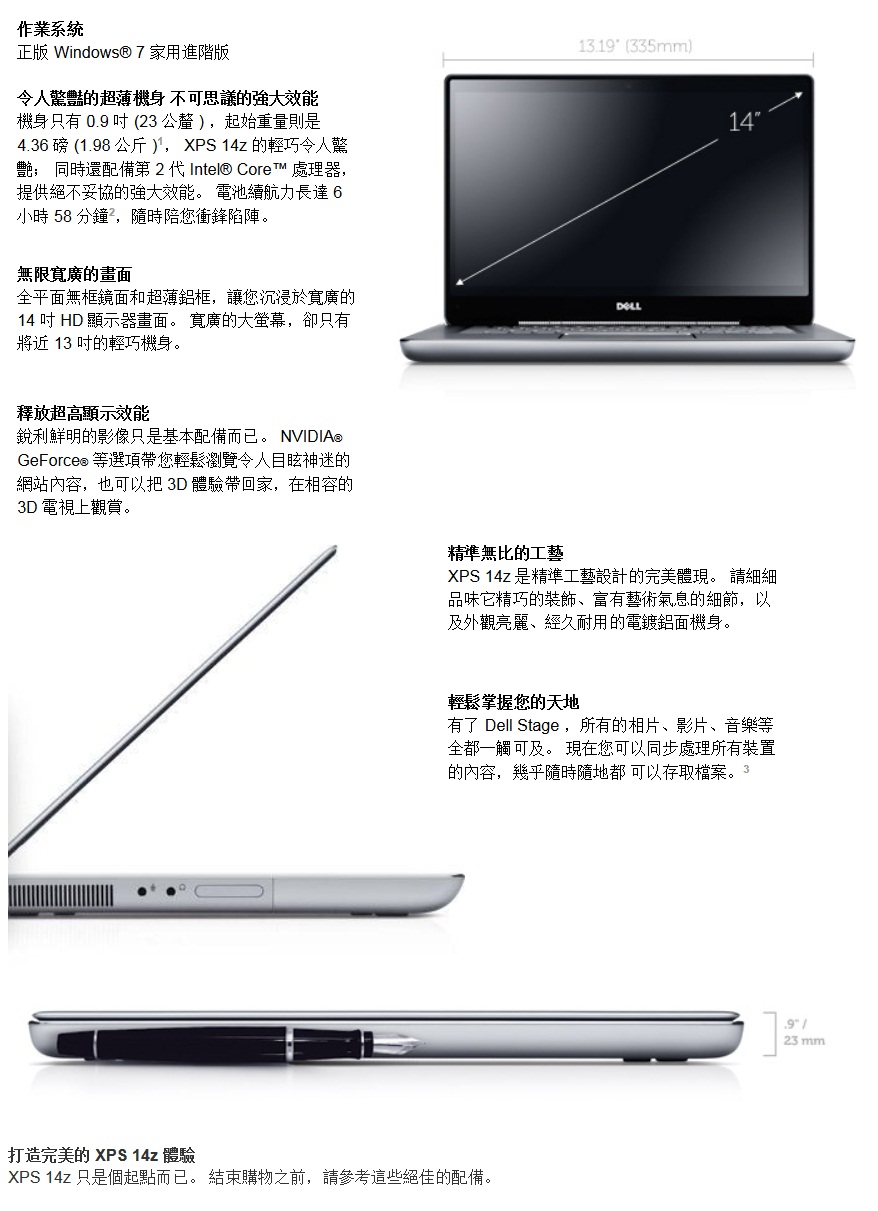 作業系統
正版 Windows® 7 家用進階版
令人驚豔的超薄機身 不可思議的強大效能
機身只有 0.9 吋 (23 公釐 ) ，起始重量則是
4.36 磅 (1.98 公斤 )¹， XPS 14z 的輕巧令人驚
豔； 同時還配備第 2 代 Intel® Core™ 處理器，
提供絕不妥協的強大效能。 電池續航力長達 6
小時 58 分鐘²，隨時陪您衝鋒陷陣。
無限寬廣的畫面
全平面無框鏡面和超薄鋁框，讓您沉浸於寬廣的
14 吋 HD 顯示器畫面。 寬廣的大螢幕，卻只有
將近 13 吋的輕巧機身。
釋放超高顯示效能
銳利鮮明的影像只是基本配備而已。 NVIDIA®
GeForce® 等選項帶您輕鬆瀏覽令人目眩神迷的
網站內容，也可以把 3D 體驗帶回家，在相容的
3D 電視上觀賞。
13.19" (335mm)
14"
DELL
精準無比的工藝
XPS 14z 是精準工藝設計的完美體現。 請細細
品味它精巧的裝飾、富有藝術氣息的細節，以
及外觀亮麗、經久耐用的電鍍鋁面機身。
輕鬆掌握您的天地
有了 Dell Stage ，所有的相片、影片、音樂等
全都一觸可及。 現在您可以同步處理所有裝置
的內容，幾乎隨時隨地都 可以存取檔案。³
.9" /
23 mm
打造完美的 XPS 14z 體驗
XPS 14z 只是個起點而已。 結束購物之前，請參考這些絕佳的配備。